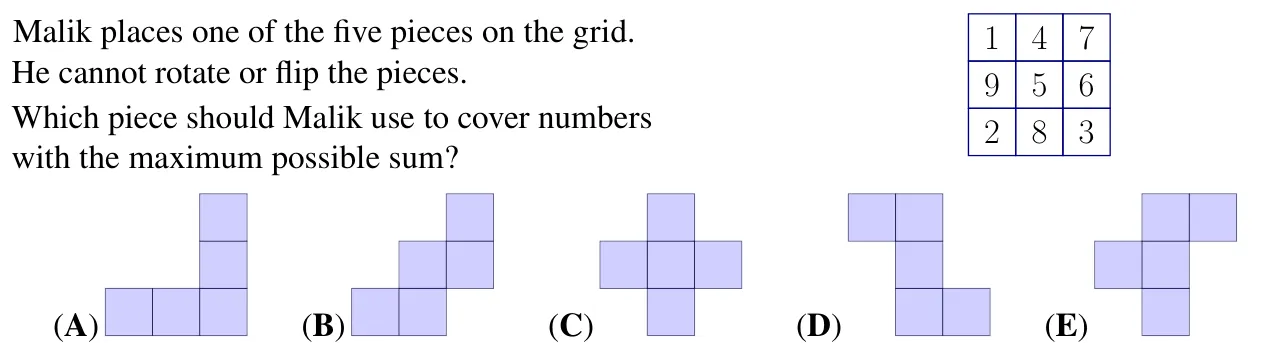 Malik places one of the five pieces on the grid.
He cannot rotate or flip the pieces.
Which piece should Malik use to cover numbers
with the maximum possible sum?
1 4 7
9 5 6
2 8 3
(A) (B) (C) (D) (E)